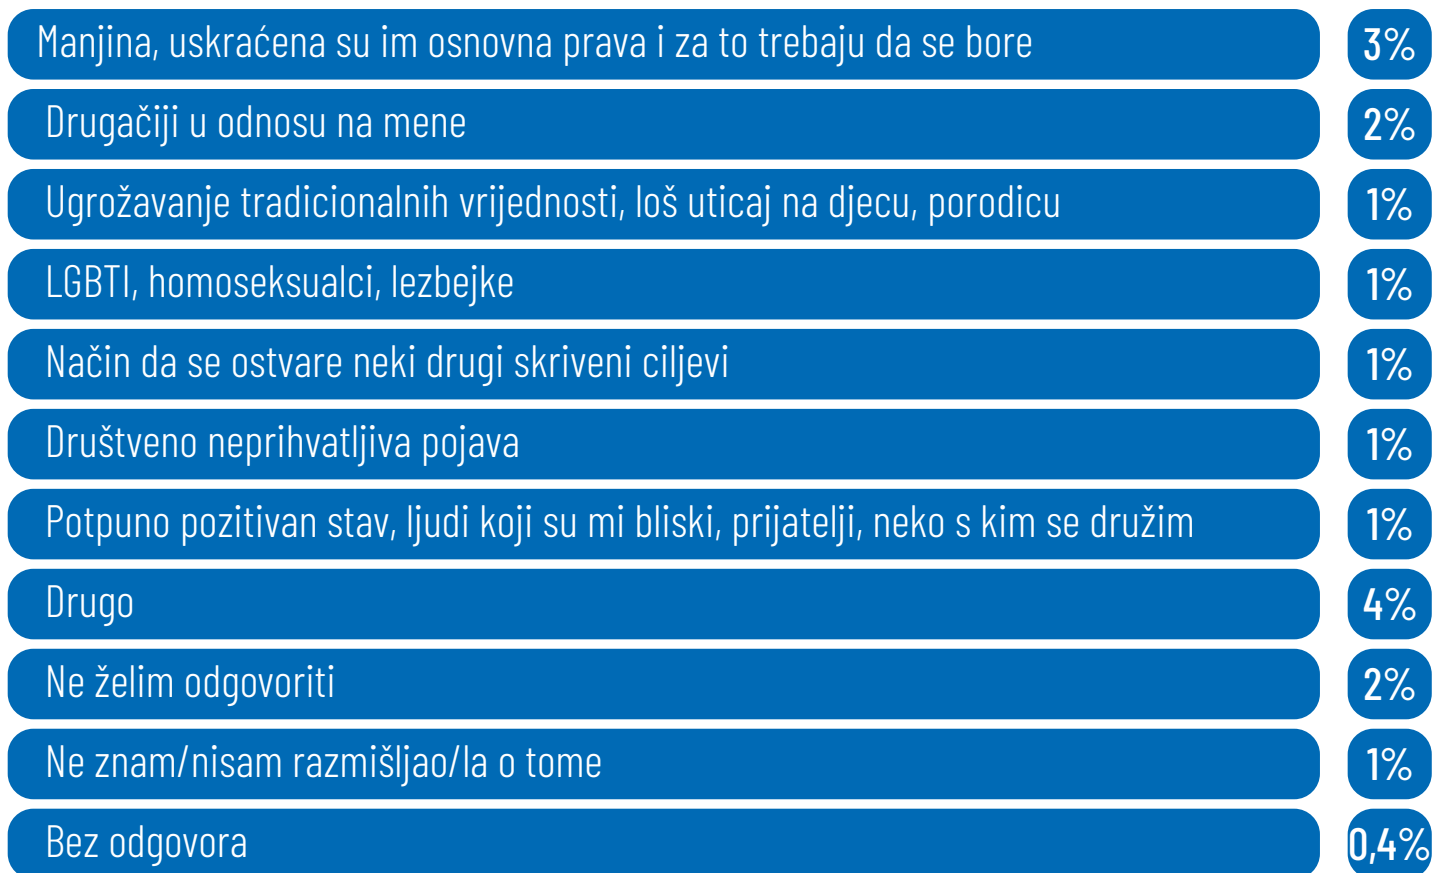 Manjina, uskraćena su im osnovna prava i za to trebaju da se bore 3%
Drugačiji u odnosu na mene 2%
Ugrožavanje tradicionalnih vrijednosti, loš uticaj na djecu, porodicu 1%
LGBTI, homoseksualci, lezbejke 1%
Način da se ostvare neki drugi skriveni ciljevi 1%
Društveno neprihvatljiva pojava 1%
Potpuno pozitivan stav, ljudi koji su mi bliski, prijatelji, neko s kim se družim 1%
Drugo 4%
Ne želim odgovoriti 2%
Ne znam/nisam razmišljao/la o tome 1%
Bez odgovora 0,4%